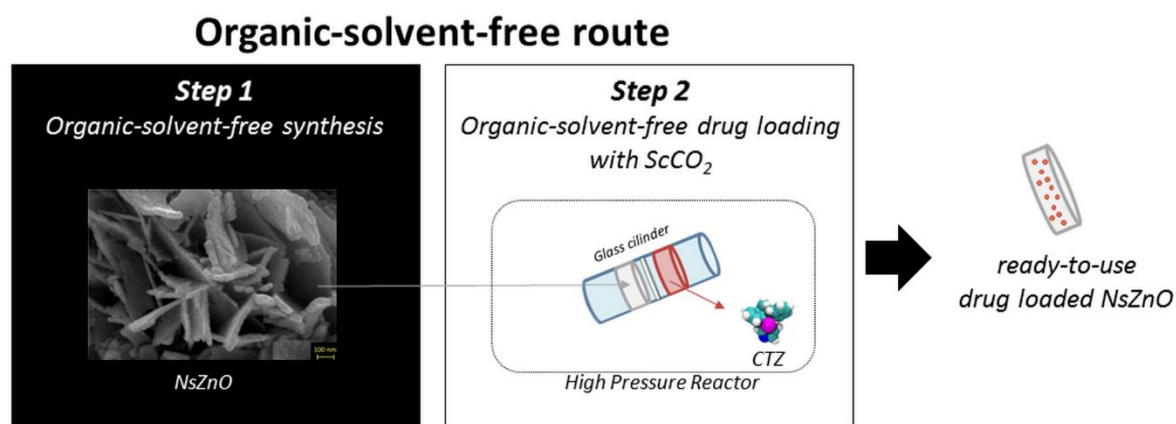 Organic-solvent-free route
Step 1
Organic-solvent-free synthesis
100 nm
NsZnO
Step 2
Organic-solvent-free drug loading
with ScCO₂
Glass cilinder
CTZ
High Pressure Reactor
ready-to-use
drug loaded NsZnO